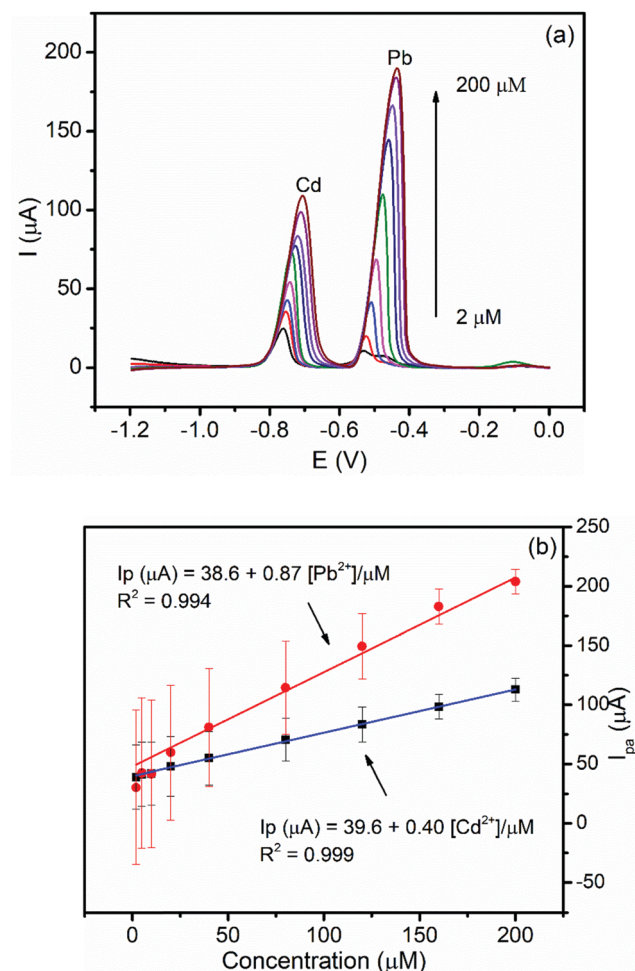 (a)
Pb
200 μM
Cd
2 μM
200
150
100
50
0
I (μA)
-1.2 -1.0 -0.8 -0.6 -0.4 -0.2 0.0
E (V)
(b)
Ip (μA) = 38.6 + 0.87 [Pb²⁺]/μM
R² = 0.994
Ip (μA) = 39.6 + 0.40 [Cd²⁺]/μM
R² = 0.999
250
200
150
100
50
0
-50
I_pa (μA)
0 50 100 150 200
Concentration (μM)